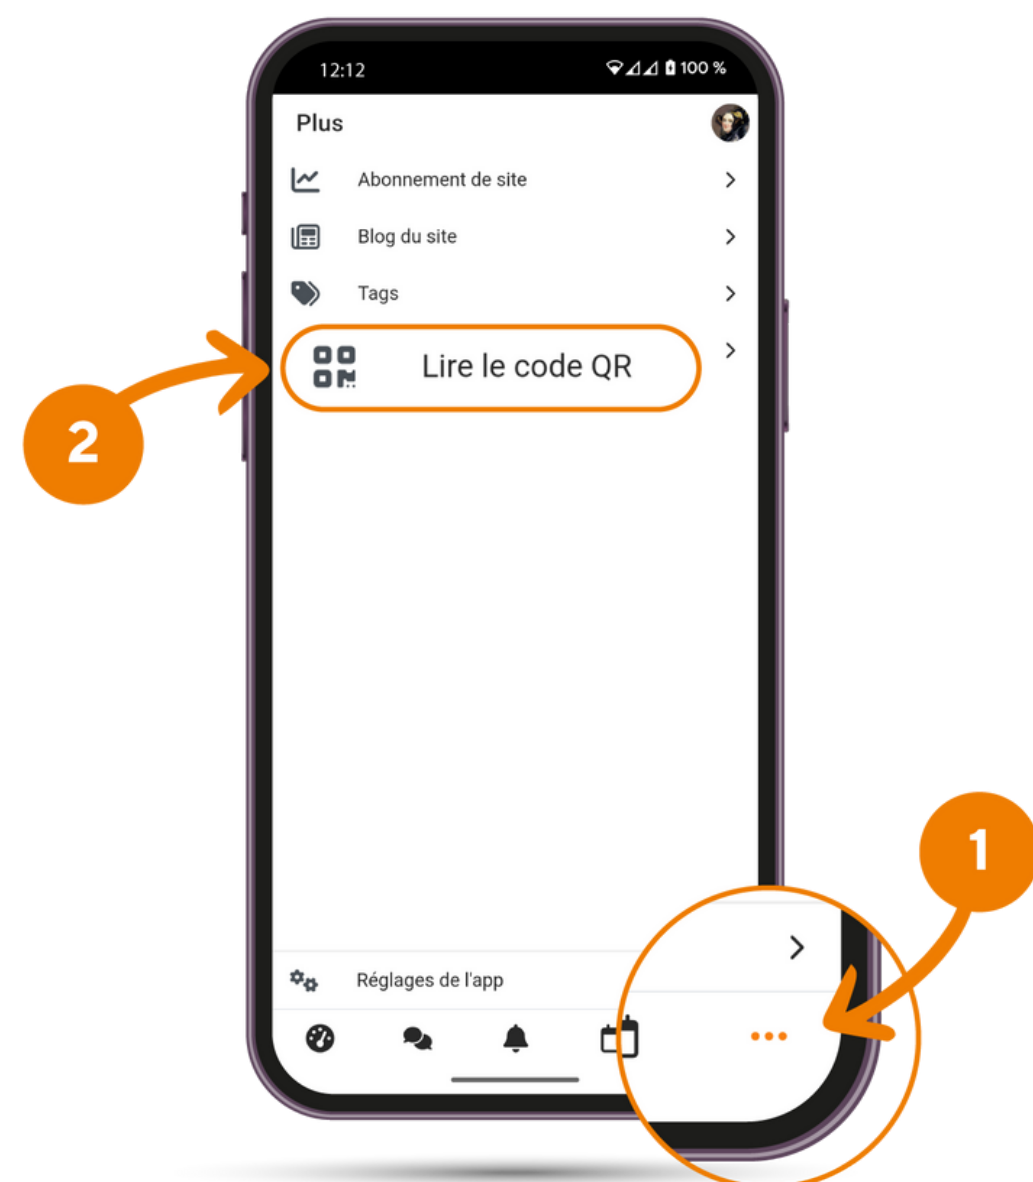 12:12
100 %
Plus
Abonnement de site
Blog du site
Tags
Lire le code QR
2
1
Réglages de l'app